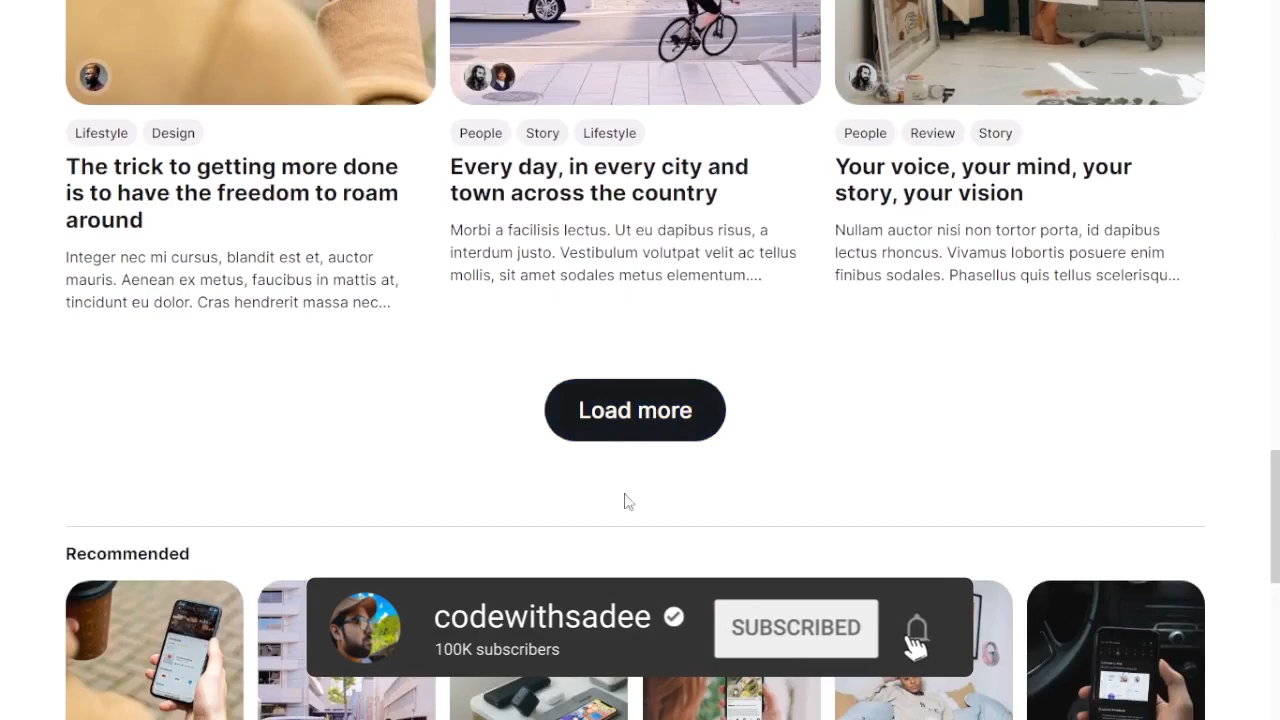 Lifestyle Design
The trick to getting more done
is to have the freedom to roam
around
Integer nec mi cursus, blandit est et, auctor
mauris. Aenean ex metus, faucibus in mattis at,
tincidunt eu dolor. Cras hendrerit massa nec...
People Story Lifestyle
Every day, in every city and
town across the country
Morbi a facilisis lectus. Ut eu dapibus risus, a
interdum justo. Vestibulum volutpat velit ac tellus
mollis, sit amet sodales metus elementum....
People Review Story
Your voice, your mind, your
story, your vision
Nullam auctor nisi non tortor porta, id dapibus
lectus rhoncus. Vivamus lobortis posuere enim
finibus sodales. Phasellus quis tellus scelerisqu...
Load more
Recommended
codewithsadee
100K subscribers
SUBSCRIBED